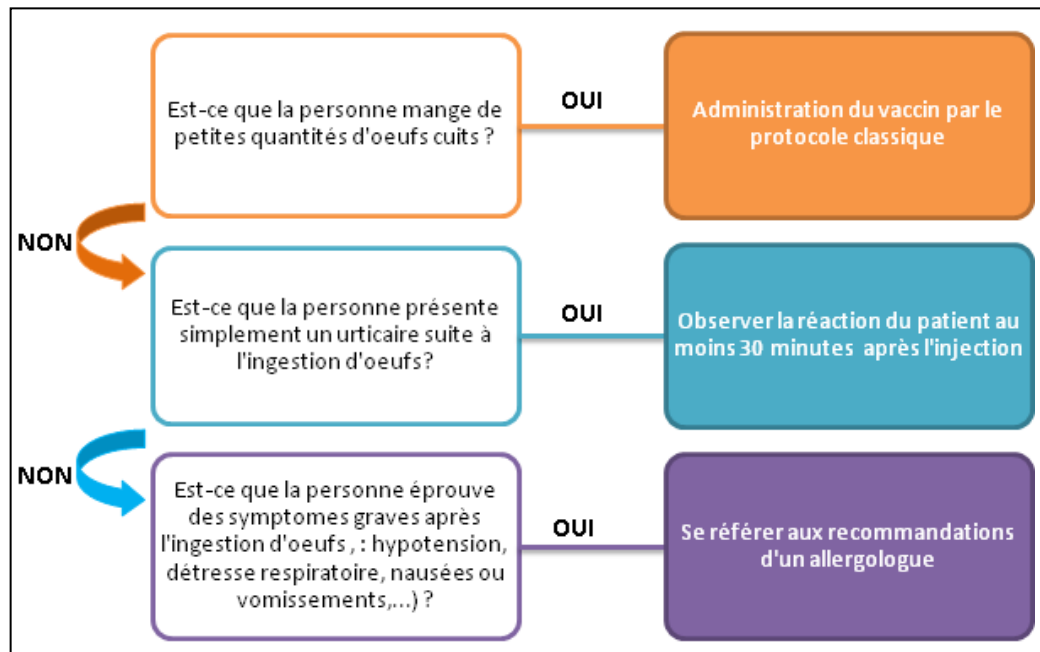 Est-ce que la personne mange de
petites quantités d'oeufs cuits ?
OUI
Administration du vaccin par le
protocole classique
NON
Est-ce que la personne présente
simplement un urticaire suite à
l'ingestion d'oeufs?
OUI
Observer la réaction du patient au
moins 30 minutes après l'injection
NON
Est-ce que la personne éprouve
des symptomes graves après
l'ingestion d'oeufs , : hypotension,
détresse respiratoire, nausées ou
vomissements,...) ?
OUI
Se référer aux recommandations
d'un allergologue